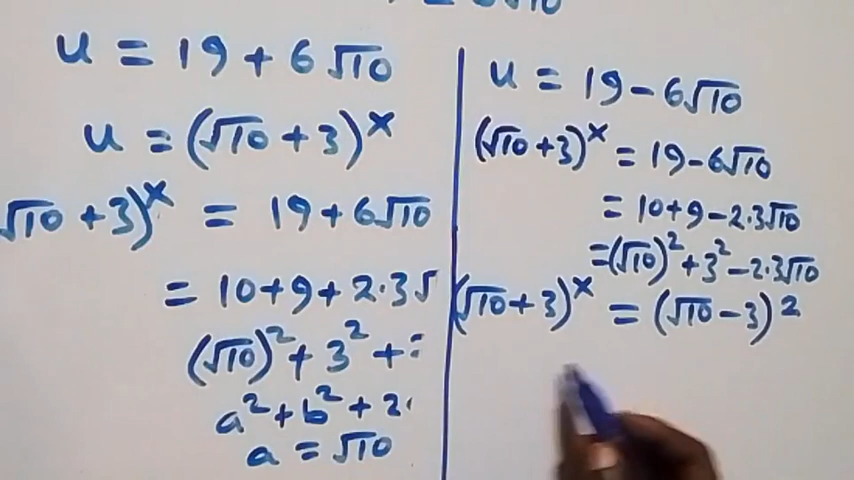 u = 19 + 6√10
u = (√10 + 3)^x
√10 + 3)^x = 19 + 6√10
= 10 + 9 + 2·3√
(√10)² + 3² +
a² + b² + 2·
a = √10
u = 19 - 6√10
(√10 + 3)^x = 19 - 6√10
= 10 + 9 - 2·3√10
= (√10)² + 3² - 2·3√10
(√10 + 3)^x = (√10 - 3)²